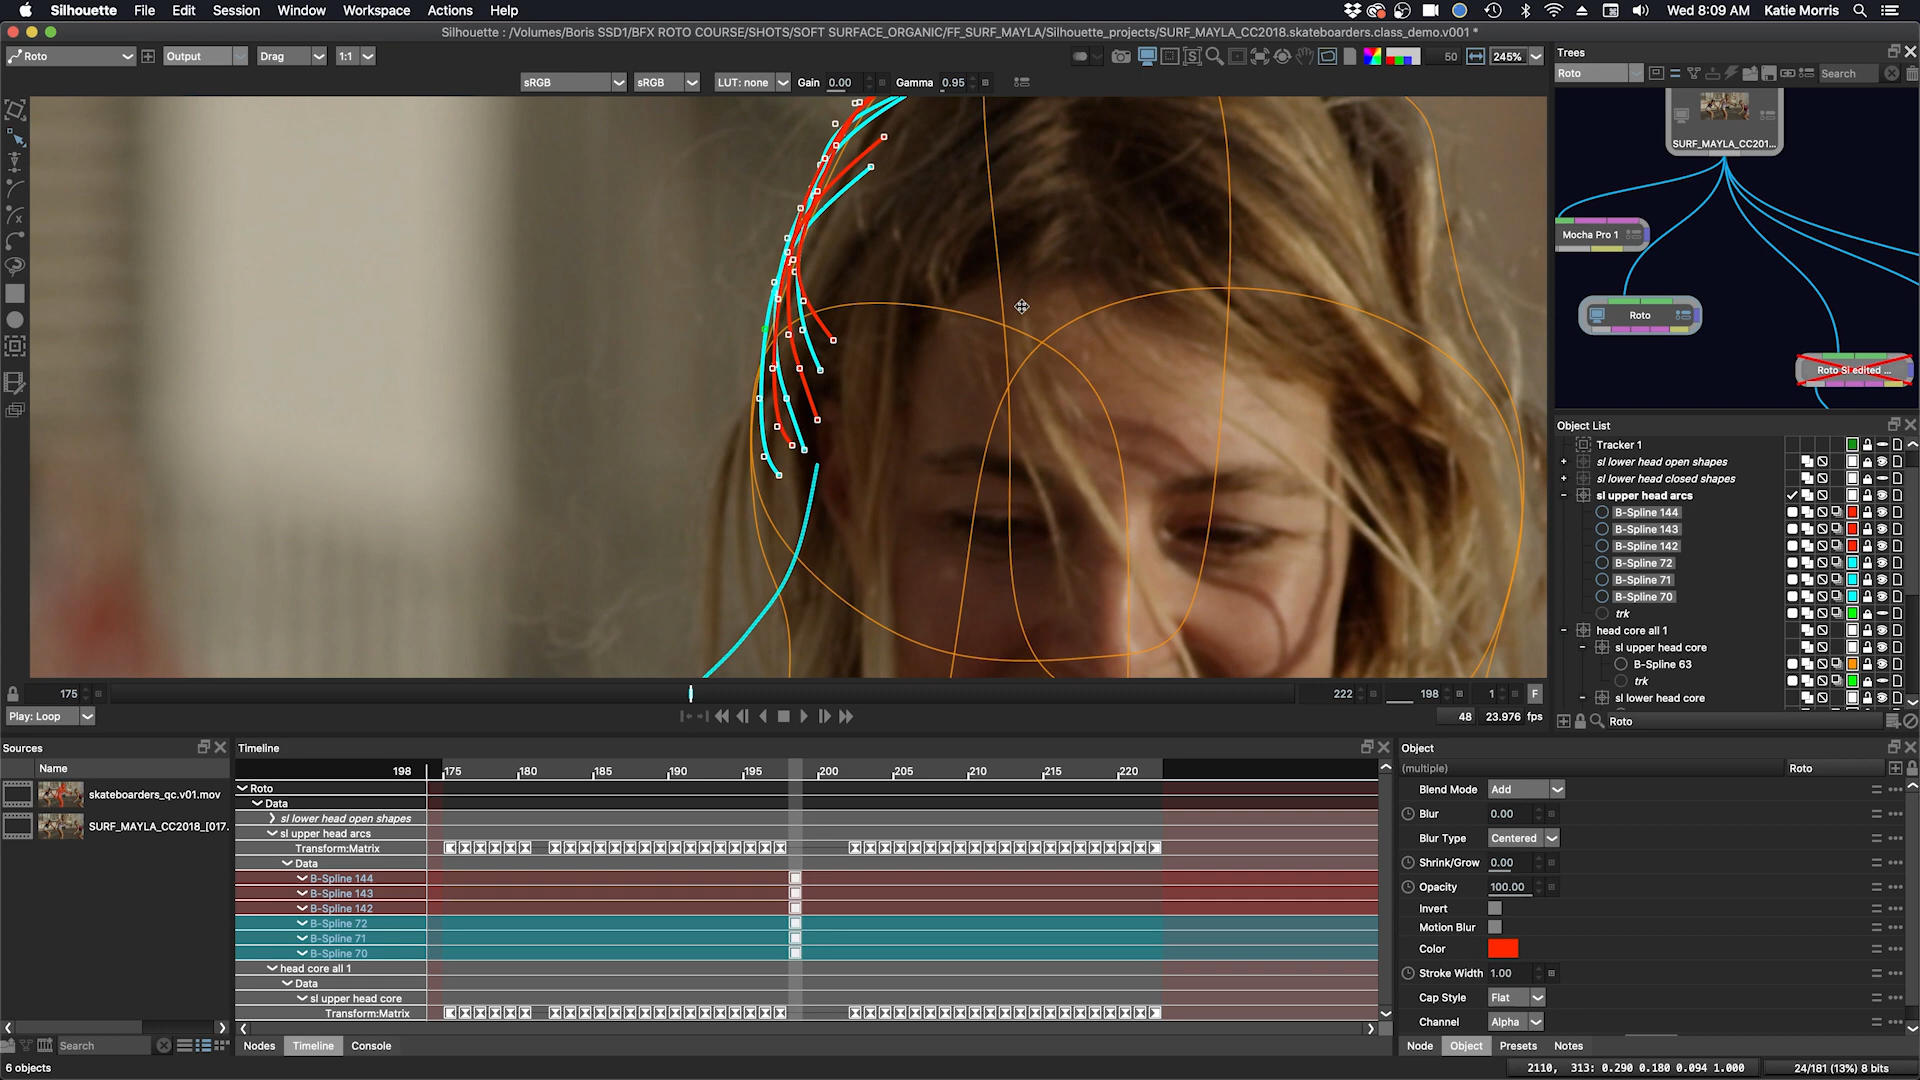 Silhouette File Edit Session Window Workspace Actions Help
Wed 8:09 AM Katie Morris
Silhouette : /Volumes/Boris SSD1/BFX ROTO COURSE/SHOTS/SOFT SURFACE_ORGANIC/FF_SURF_MAYLA/Silhouette_projects/SURF_MAYLA_CC2018.skateboarders.class_demo.v001 *
Roto Output Drag 1:1 50 245%
sRGB sRGB LUT: none Gain 0.00 Gamma 0.95
Trees
Roto Search
SURF_MAYLA_CC201...
Mocha Pro 1
Roto
Roto Sl edited ...
Object List
Tracker 1
sl lower head open shapes
sl lower head closed shapes
sl upper head arcs
B-Spline 144
B-Spline 143
B-Spline 142
B-Spline 72
B-Spline 71
B-Spline 70
trk
head core all 1
sl upper head core
B-Spline 63
trk
sl lower head core
Roto
175 222 198 1 F
Play: Loop 48 23.976 fps
Sources
Name
skateboarders_qc.v01.mov
SURF_MAYLA_CC2018_[017.
Search
Timeline
198 175 180 185 190 195 200 205 210 215 220
Roto
Data
sl lower head open shapes
sl upper head arcs
Transform:Matrix
Data
B-Spline 144
B-Spline 143
B-Spline 142
B-Spline 72
B-Spline 71
B-Spline 70
head core all 1
Data
sl upper head core
Transform:Matrix
Nodes Timeline Console
Object
(multiple) Roto
Blend Mode Add
Blur 0.00
Blur Type Centered
Shrink/Grow 0.00
Opacity 100.00
Invert
Motion Blur
Color
Stroke Width 1.00
Cap Style Flat
Channel Alpha
Node Object Presets Notes
6 objects
2110, 313: 0.290 0.180 0.094 1.000 24/181 (13%) 8 bits